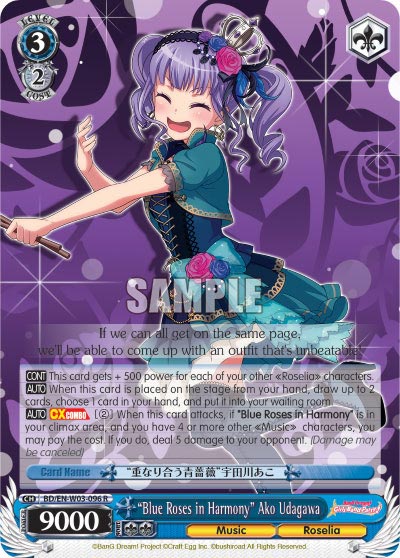 LEVEL
3
2
COST
SAMPLE
If we can all get on the same page,
we'll be able to come up with an outfit that's unbeatable!
CONT This card gets + 500 power for each of your other «Roselia» characters.
AUTO When this card is placed on the stage from your hand, draw up to 2
cards, choose 1 card in your hand, and put it into your waiting room.
AUTO CX COMBO [②] When this card attacks, if "Blue Roses in Harmony" is in
your climax area, and you have 4 or more other «Music» characters, you
may pay the cost. If you do, deal 5 damage to your opponent. (Damage may
be canceled)
Card Name
“重なり合う青薔薇”宇田川あこ
CH BD/EN-W03-096 R
“Blue Roses in Harmony” Ako Udagawa
POWER
9000
SOUL
Music
Roselia
©BanG Dream! Project ©Craft Egg Inc. ©bushiroad All Rights Reserved.